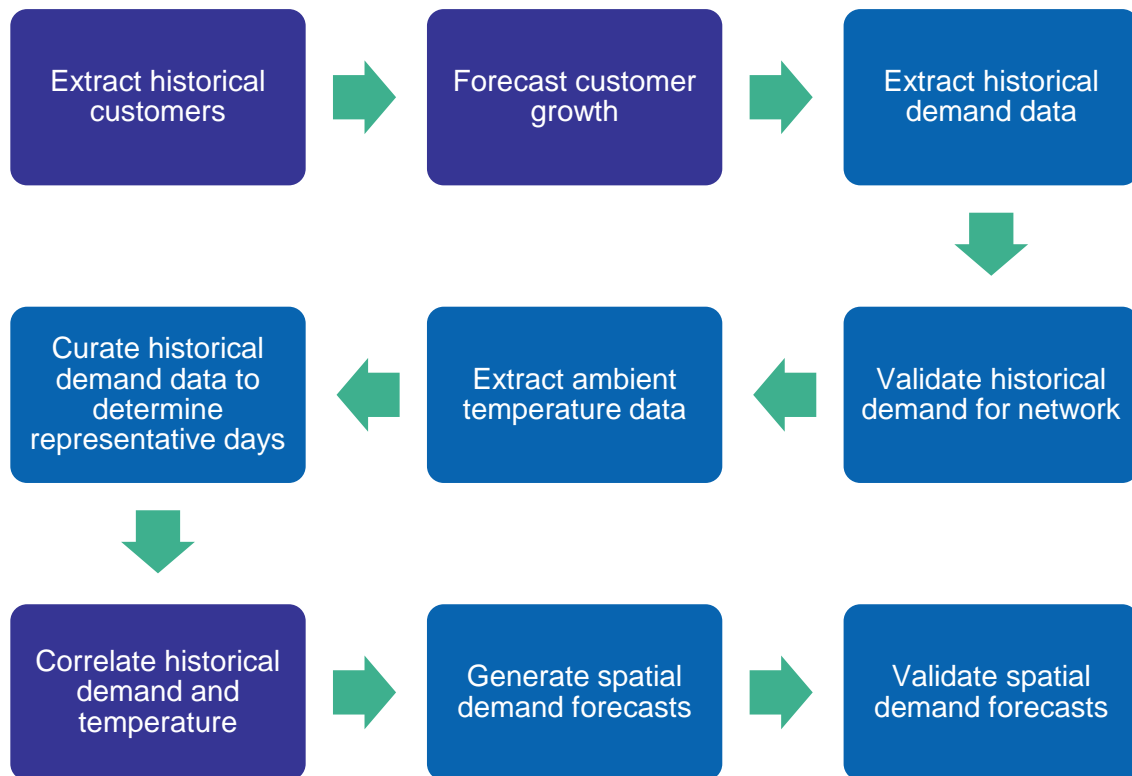 Extract historical
customers
Forecast customer
growth
Extract historical
demand data
Validate historical
demand for network
Extract ambient
temperature data
Curate historical
demand data to
determine
representative days
Correlate historical
demand and
temperature
Generate spatial
demand forecasts
Validate spatial
demand forecasts